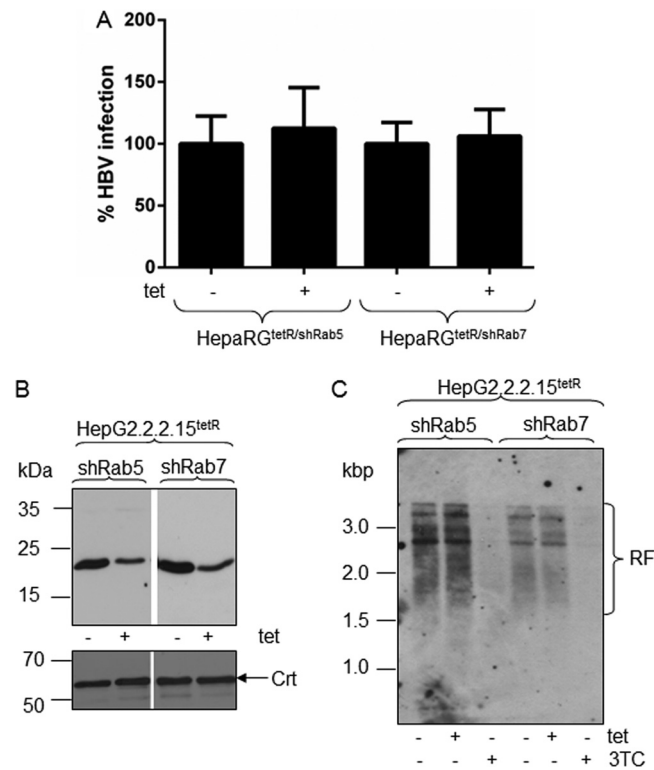 A
% HBV infection
200
150
100
50
0
tet - + - +
HepaRGtetR/shRab5 HepaRGtetR/shRab7
B
HepG2.2.2.15tetR
shRab5 shRab7
kDa
35
25
15
- + - + tet
70
50
Crt
C
HepG2.2.2.15tetR
shRab5 shRab7
kbp
3.0
2.0
1.5
1.0
RF
- + - - + - tet
- - + - - + 3TC